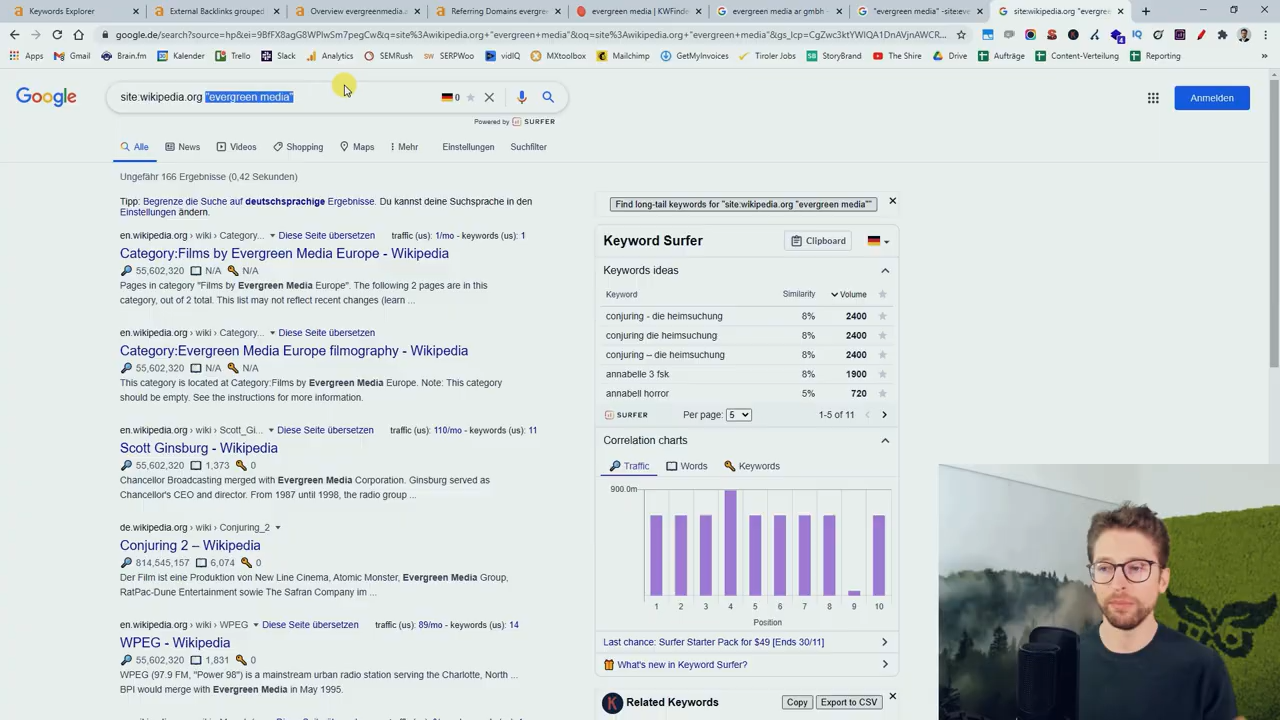 Keywords Explorer
External Backlinks grouped
Overview evergreenmedia.a
Referring Domains evergree
evergreen media | KWFinde
evergreen media ar gmbh -
"evergreen media" -site:eve
site:wikipedia.org "evergree
google.de/search?source=hp&ei=9BfFX8agG8WPlwSm7pegCw&q=site%3Awikipedia.org+"evergreen+media"&oq=site%3Awikipedia.org+"evergreen+media"&gs_lcp=CgZwc3ktYWIQA1DnAVjnAWCR...
Apps
Brain.fm
Kalender
Trello
Slack
Analytics
SEMRush
SERPWoo
vidIQ
MXtoolbox
Mailchimp
GetMyInvoices
Tiroler Jobs
StoryBrand
The Shire
Drive
Aufträge
Content-Verteilung
Reporting
Google
site:wikipedia.org "evergreen media"
0
Powered by SURFER
Anmelden
Alle
News
Videos
Shopping
Maps
Mehr
Einstellungen
Suchfilter
Ungefähr 166 Ergebnisse (0,42 Sekunden)
Tipp: Begrenze die Suche auf deutschsprachige Ergebnisse. Du kannst deine Suchsprache in den
Einstellungen ändern.
en.wikipedia.org › wiki › Category... Diese Seite übersetzen traffic (us): 1/mo - keywords (us): 1
Category:Films by Evergreen Media Europe - Wikipedia
55,602,320 N/A N/A
Pages in category "Films by Evergreen Media Europe". The following 2 pages are in this
category, out of 2 total. This list may not reflect recent changes (learn ...
en.wikipedia.org › wiki › Category... Diese Seite übersetzen
Category:Evergreen Media Europe filmography - Wikipedia
55,602,320 N/A N/A
This category is located at Category:Films by Evergreen Media Europe. Note: This category
should be empty. See the instructions for more information.
en.wikipedia.org › wiki › Scott_Gi... Diese Seite übersetzen traffic (us): 110/mo - keywords (us): 11
Scott Ginsburg - Wikipedia
55,602,320 1,373 0
Chancellor Broadcasting merged with Evergreen Media Corporation. Ginsburg served as
Chancellor's CEO and director. From 1987 until 1998, the radio group ...
de.wikipedia.org › wiki › Conjuring_2
Conjuring 2 – Wikipedia
814,545,157 6,074 0
Der Film ist eine Produktion von New Line Cinema, Atomic Monster, Evergreen Media Group,
RatPac-Dune Entertainment sowie The Safran Company im ...
en.wikipedia.org › wiki › WPEG Diese Seite übersetzen traffic (us): 89/mo - keywords (us): 14
WPEG - Wikipedia
55,602,320 1,831 0
WPEG (97.9 FM, "Power 98") is a mainstream urban radio station serving the Charlotte, North ...
BPI would merge with Evergreen Media in May 1995.
Find long-tail keywords for "site:wikipedia.org "evergreen media""
Keyword Surfer
Clipboard
Keywords ideas
Keyword Similarity Volume
conjuring - die heimsuchung 8% 2400
conjuring die heimsuchung 8% 2400
conjuring – die heimsuchung 8% 2400
annabelle 3 fsk 8% 1900
annabell horror 5% 720
SURFER Per page: 5 1-5 of 11
Correlation charts
Traffic Words Keywords
900.0m
1 2 3 4 5 6 7 8 9 10
Position
Last chance: Surfer Starter Pack for $49 [Ends 30/11]
What's new in Keyword Surfer?
Related Keywords
Copy
Export to CSV